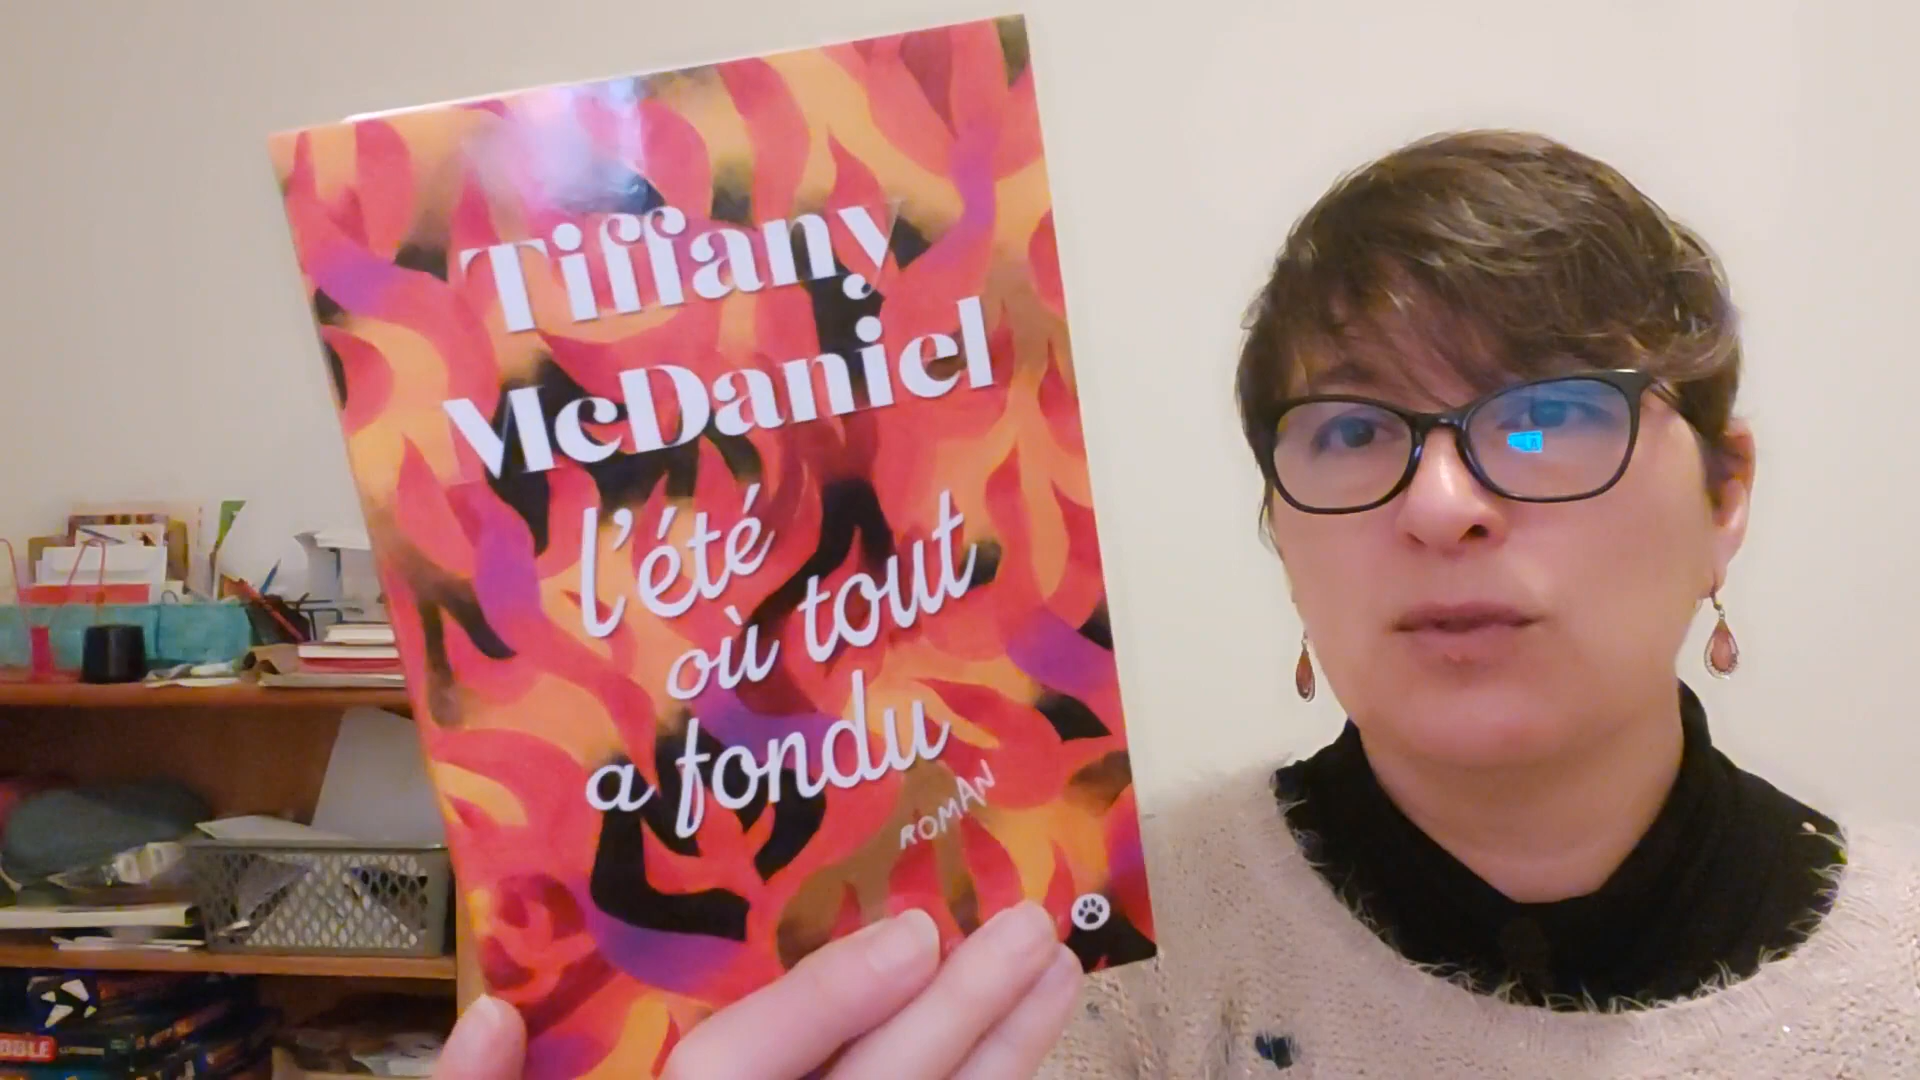 Tiffany
McDaniel
l'été
où tout
a fondu
ROMAN